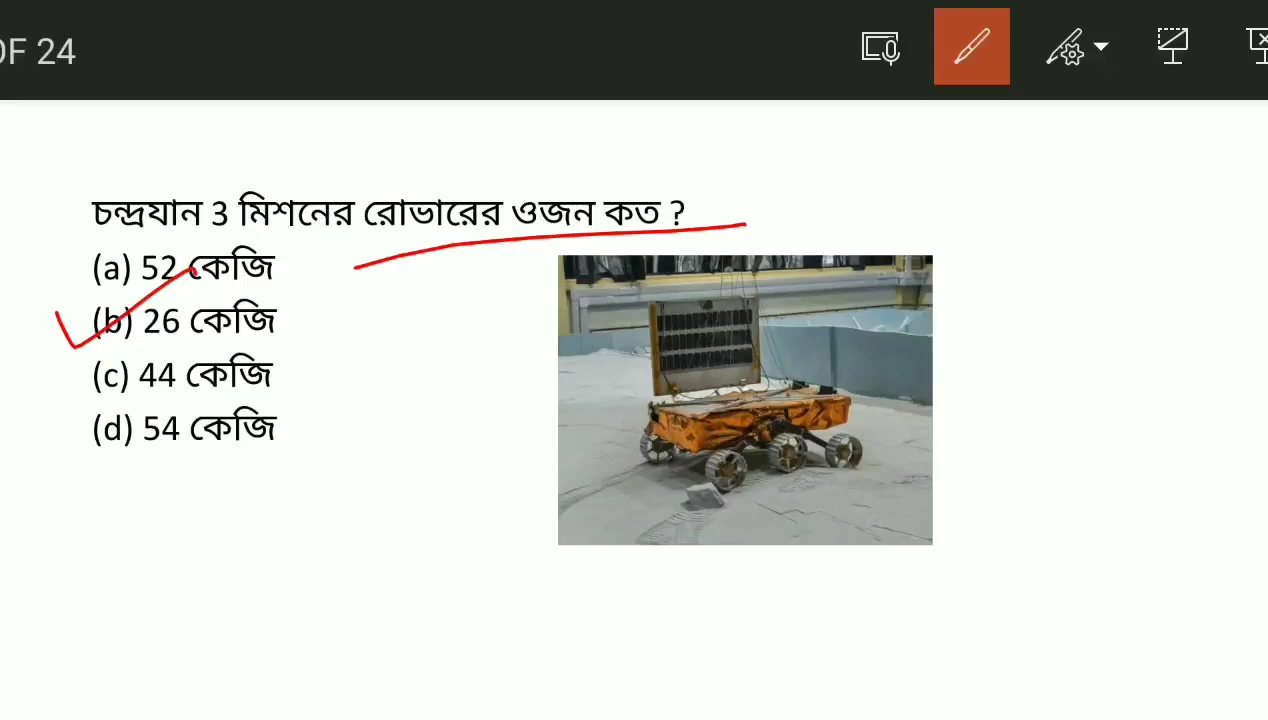 OF 24
চন্দ্রযান 3 মিশনের রোভারের ওজন কত ?
(a) 52 কেজি
(b) 26 কেজি
(c) 44 কেজি
(d) 54 কেজি